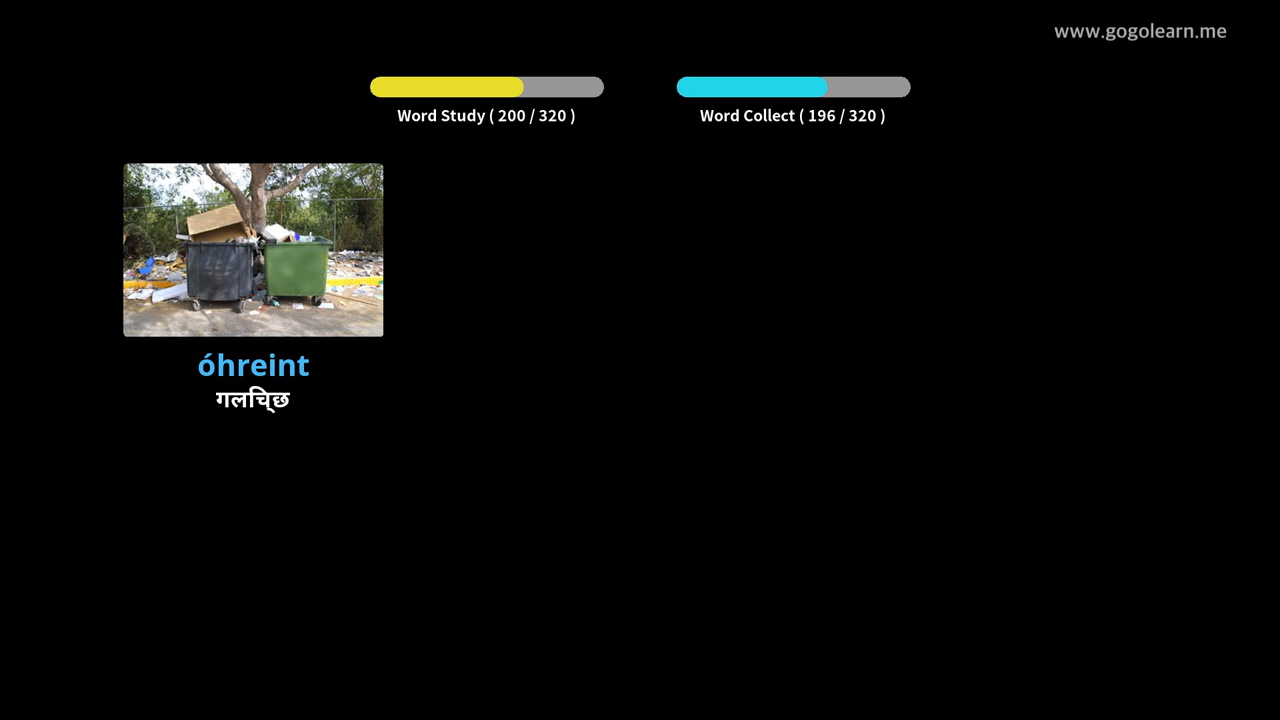 www.gogolearn.me
Word Study ( 200 / 320 )
Word Collect ( 196 / 320 )
óhreint
गलच्छि